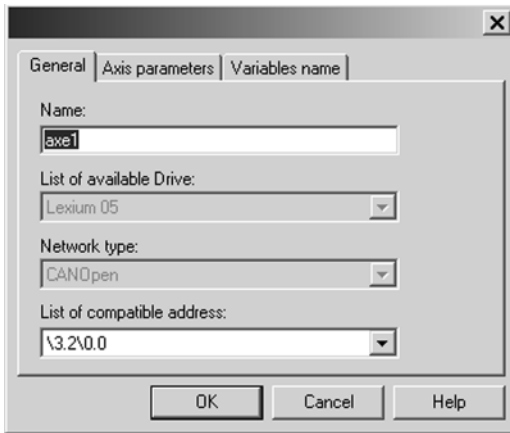 General Axis parameters Variables name
Name:
axe1
List of available Drive:
Lexium 05
Network type:
CANOpen
List of compatible address:
\3.2\0.0
OK Cancel Help